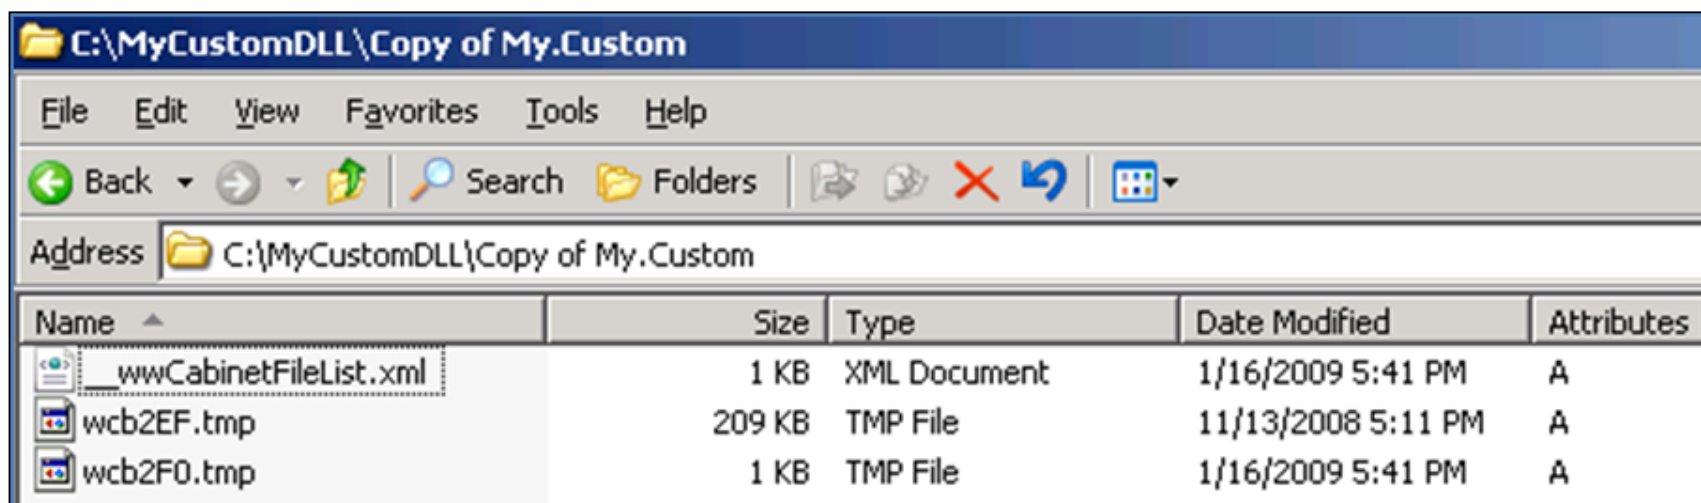 C:\MyCustomDLL\Copy of My.Custom
File Edit View Favorites Tools Help
Back Search Folders
Address C:\MyCustomDLL\Copy of My.Custom
Name Size Type Date Modified Attributes
__wwCabinetFileList.xml 1 KB XML Document 1/16/2009 5:41 PM A
wcb2EF.tmp 209 KB TMP File 11/13/2008 5:11 PM A
wcb2F0.tmp 1 KB TMP File 1/16/2009 5:41 PM A